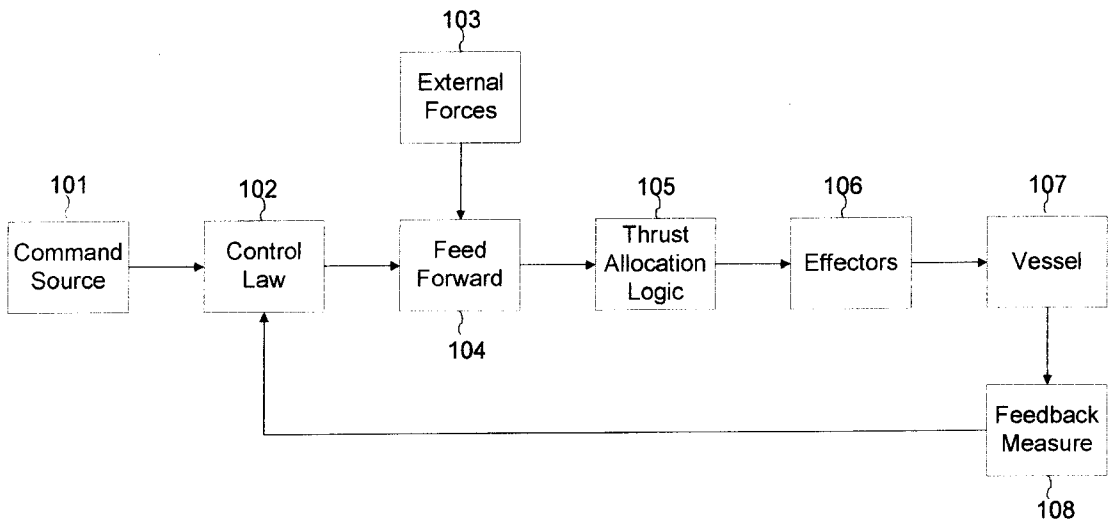 103
External
Forces
101
Command
Source
102
Control
Law
Feed
Forward
104
105
Thrust
Allocation
Logic
106
Effectors
107
Vessel
Feedback
Measure
108